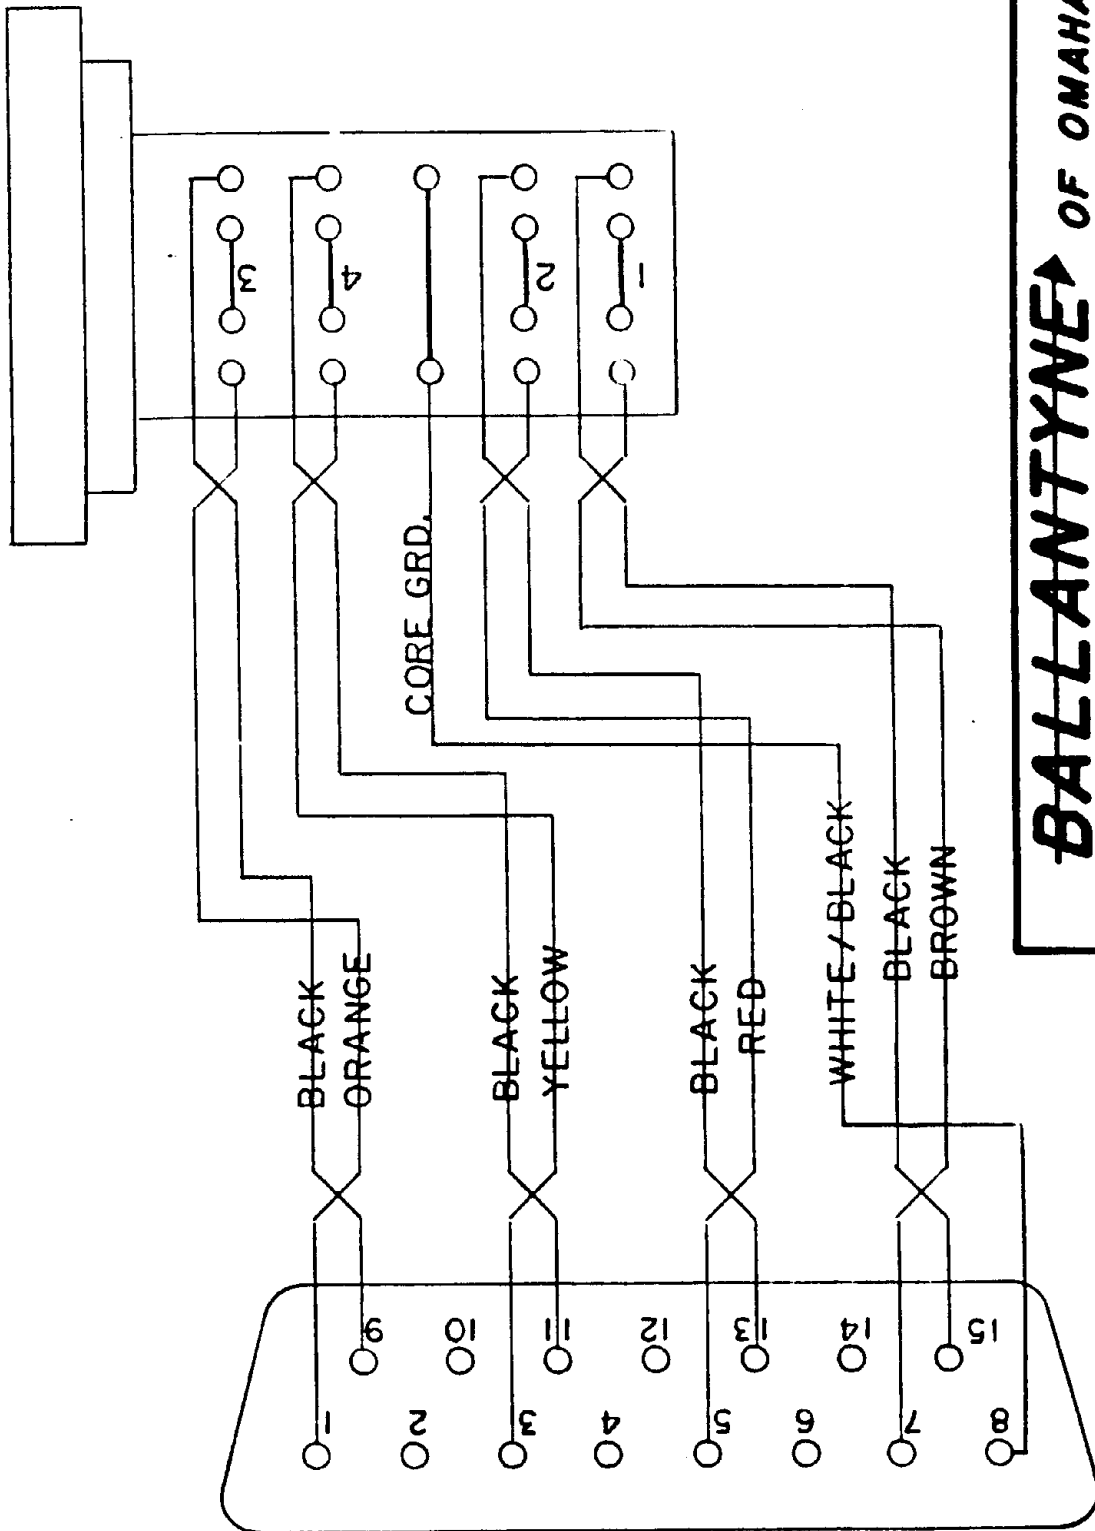 3
4
2
1
CORE GRD.
BLACK
ORANGE
BLACK
YELLOW
BLACK
RED
WHITE/BLACK
BLACK
BROWN
1
2
3
4
5
6
7
8
9
10
11
12
13
14
15
BALLANTYNE OF OMAHA